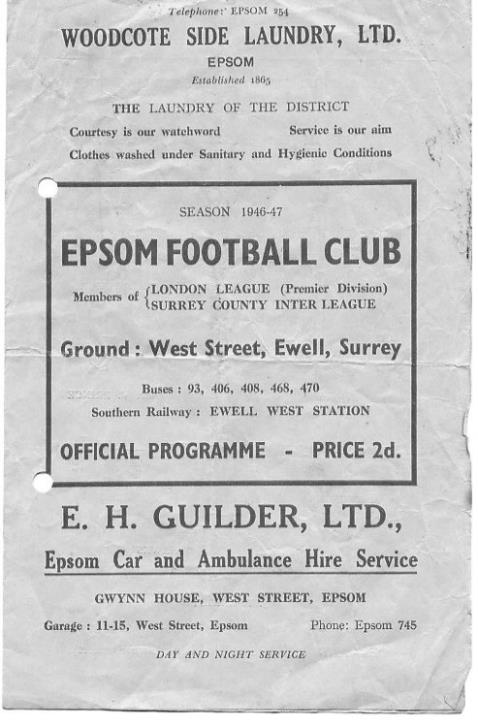 Telephone: EPSOM 254
WOODCOTE SIDE LAUNDRY, LTD.
EPSOM
Established 1865
THE LAUNDRY OF THE DISTRICT
Courtesy is our watchword Service is our aim
Clothes washed under Sanitary and Hygienic Conditions
SEASON 1946-47
EPSOM FOOTBALL CLUB
Members of { LONDON LEAGUE (Premier Division)
SURREY COUNTY INTER LEAGUE
Ground : West Street, Ewell, Surrey
Buses : 93, 406, 408, 468, 470
Southern Railway : EWELL WEST STATION
OFFICIAL PROGRAMME - PRICE 2d.
E. H. GUILDER, LTD.,
Epsom Car and Ambulance Hire Service
GWYNN HOUSE, WEST STREET, EPSOM
Garage : 11-15, West Street, Epsom Phone: Epsom 745
DAY AND NIGHT SERVICE